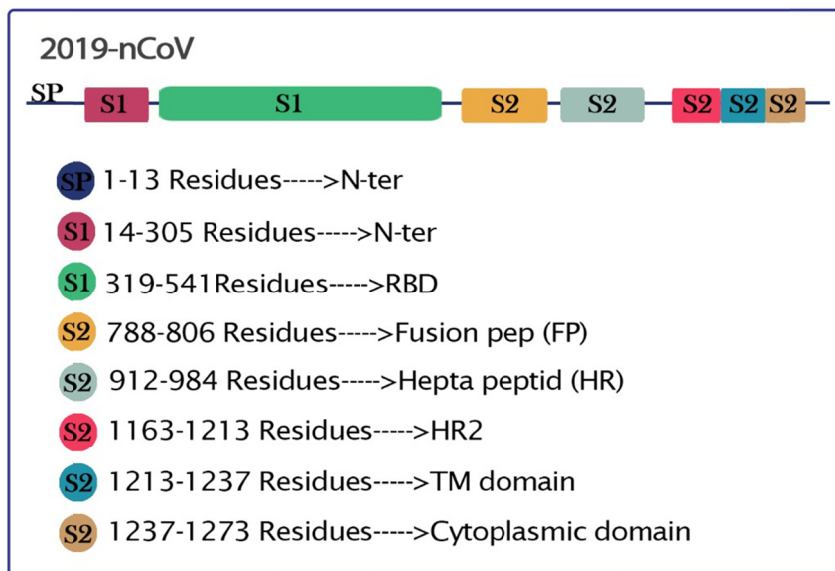 2019-nCoV
SP S1 S1 S2 S2 S2 S2 S2
SP 1-13 Residues----->N-ter
S1 14-305 Residues----->N-ter
S1 319-541Residues----->RBD
S2 788-806 Residues----->Fusion pep (FP)
S2 912-984 Residues----->Hepta peptid (HR)
S2 1163-1213 Residues----->HR2
S2 1213-1237 Residues----->TM domain
S2 1237-1273 Residues----->Cytoplasmic domain